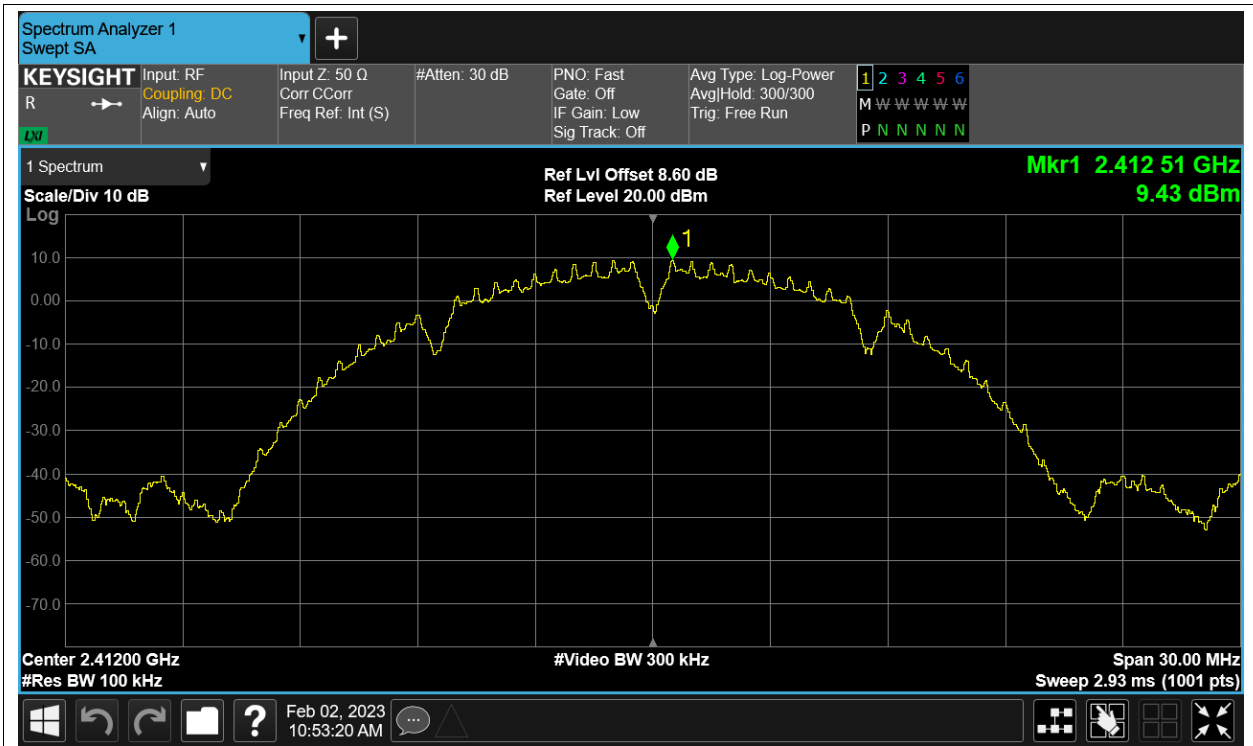 Spectrum Analyzer 1
Swept SA
KEYSIGHT
R
LXI
Input: RF
Coupling: DC
Align: Auto
Input Z: 50 Ω
Corr CCorr
Freq Ref: Int (S)
#Atten: 30 dB
PNO: Fast
Gate: Off
IF Gain: Low
Sig Track: Off
Avg Type: Log-Power
Avg|Hold: 300/300
Trig: Free Run
1 2 3 4 5 6
M W W W W W
P N N N N N
1 Spectrum
Scale/Div 10 dB
Log
Ref Lvl Offset 8.60 dB
Ref Level 20.00 dBm
Mkr1 2.412 51 GHz
9.43 dBm
1
10.0
0.00
-10.0
-20.0
-30.0
-40.0
-50.0
-60.0
-70.0
Center 2.41200 GHz
#Res BW 100 kHz
#Video BW 300 kHz
Span 30.00 MHz
Sweep 2.93 ms (1001 pts)
?
Feb 02, 2023
10:53:20 AM